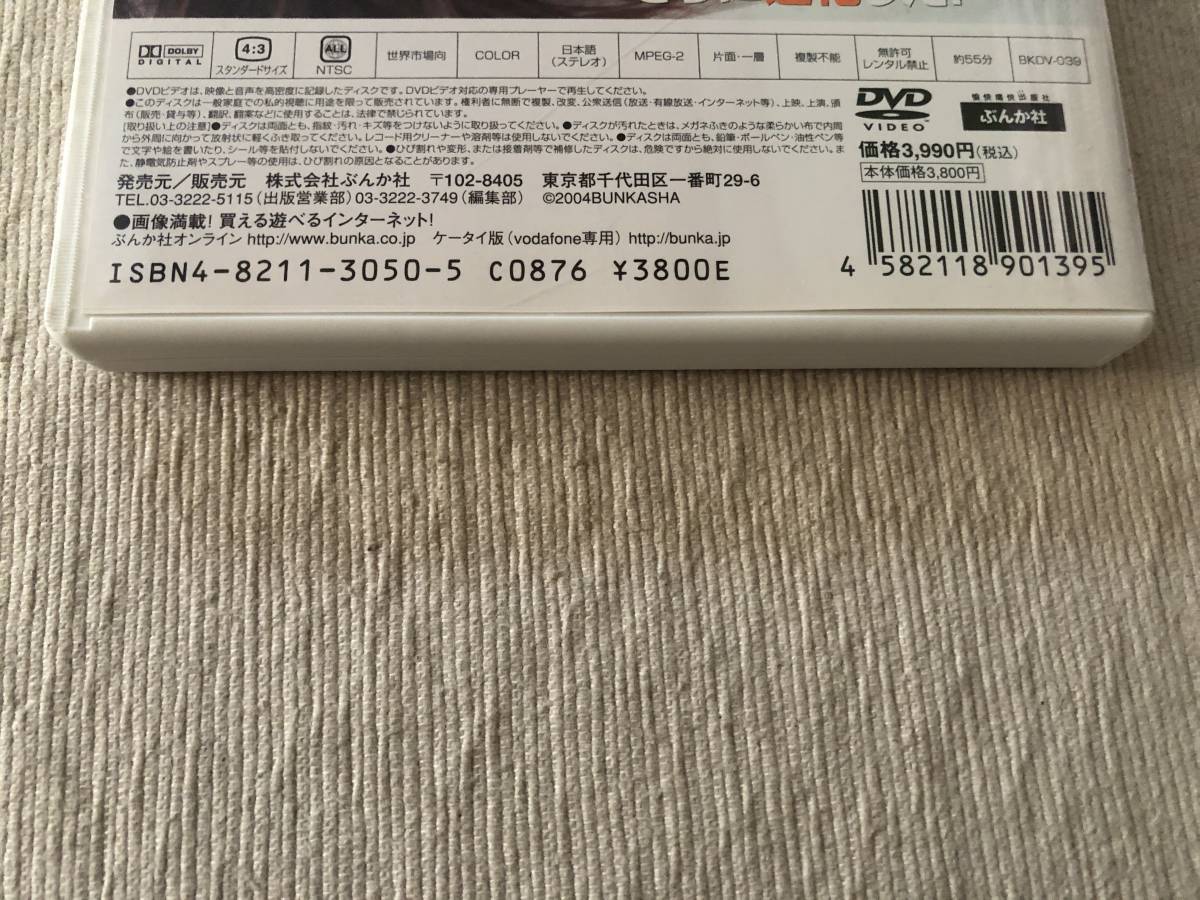 DOLBY
DIGITAL
4:3
スタンダードサイズ
ALL
NTSC
世界市場向
COLOR
日本語
(ステレオ)
MPEG-2
片面・一層
複製不能
無許可
レンタル禁止
約55分
BKDV-039
●DVDビデオは、映像と音声を高密度に記録したディスクです。DVDビデオ対応の専用プレーヤーで再生してください。
●このディスクは一般家庭での私的視聴に用途を限って販売されています。権利者に無断で複製、改変、公衆送信(放送・有線放送・インターネット等)、上映、上演、頒
布(販売・貸与等)、翻訳、翻案などに使用することは、法律で禁じられています。
[取り扱い上の注意]●ディスクは両面とも、指紋・汚れ・キズ等をつけないように取り扱ってください。●ディスクが汚れたときは、メガネふきのような柔らかい布で内周
から外周に向かって放射状に軽くふき取ってください。レコード用クリーナーや溶剤等は使用しないでください。●ディスクは両面とも、鉛筆・ボールペン・油性ペン等
で文字や絵を書いたり、シール等を貼付しないでください。●ひび割れや変形、または接着剤等で補修したディスクは、危険ですから絶対に使用しないでください。ま
た、静電気防止剤やスプレー等の使用は、ひび割れの原因となることがあります。
DVD
VIDEO
愉快痛快出版社
ぶんか社
価格3,990円(税込)
本体価格3,800円
発売元／販売元 株式会社ぶんか社 〒102-8405 東京都千代田区一番町29-6
TEL.03-3222-5115(出版営業部)03-3222-3749(編集部) ©2004BUNKASHA
●画像満載!買える遊べるインターネット!
ぶんか社オンライン http://www.bunka.co.jp ケータイ版(vodafone専用) http://bunka.jp
ISBN4-8211-3050-5 C0876 ¥3800E
4 582118 901395